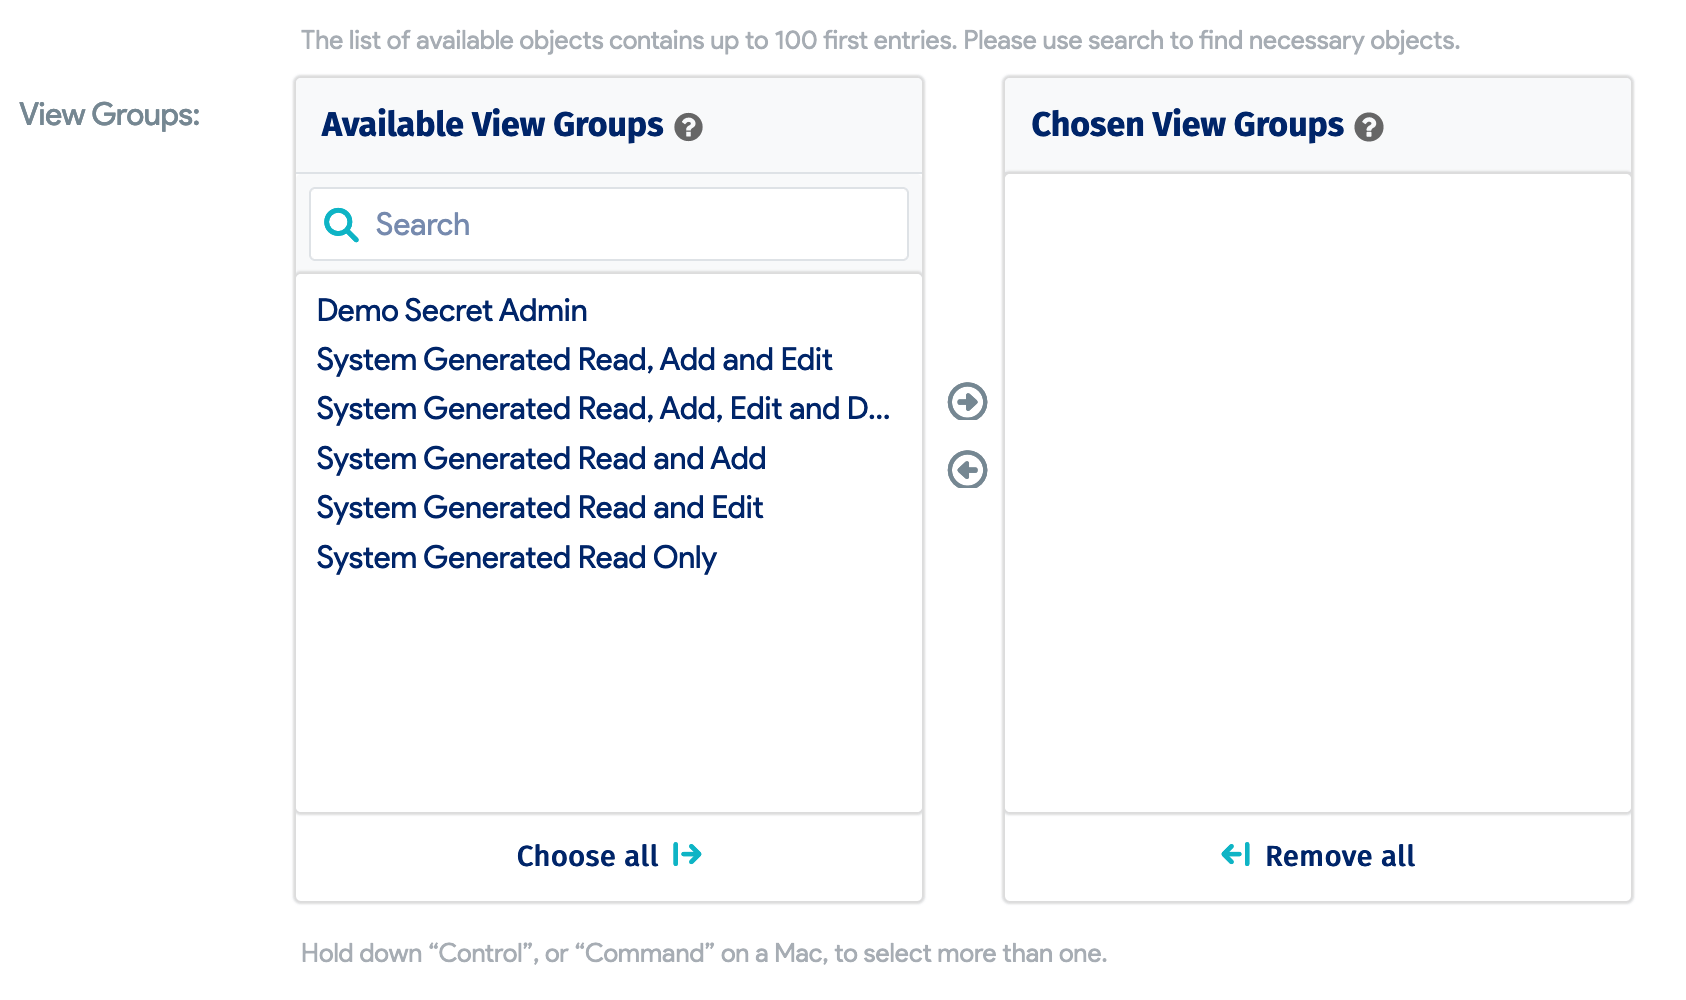 The list of available objects contains up to 100 first entries. Please use search to find necessary objects.
View Groups:
Available View Groups ?
Search
Demo Secret Admin
System Generated Read, Add and Edit
System Generated Read, Add, Edit and D...
System Generated Read and Add
System Generated Read and Edit
System Generated Read Only
Choose all
Chosen View Groups ?
Remove all
Hold down “Control”, or “Command” on a Mac, to select more than one.